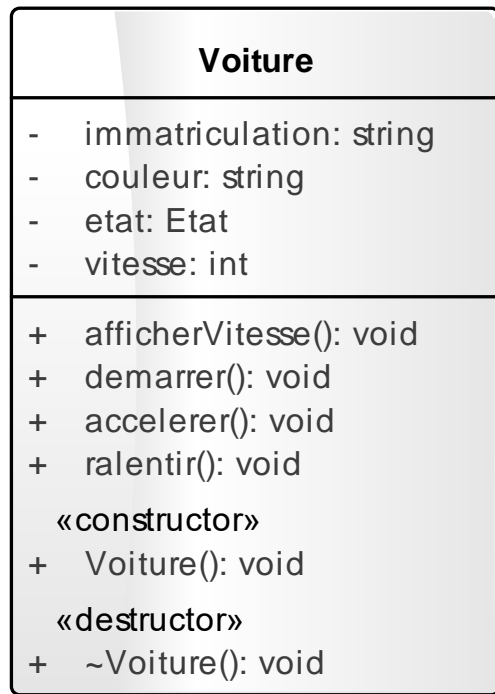 Voiture
- immatriculation: string
- couleur: string
- etat: Etat
- vitesse: int
+ afficherVitesse(): void
+ demarrer(): void
+ accelerer(): void
+ ralentir(): void
«constructor»
+ Voiture(): void
«destructor»
+ ~Voiture(): void